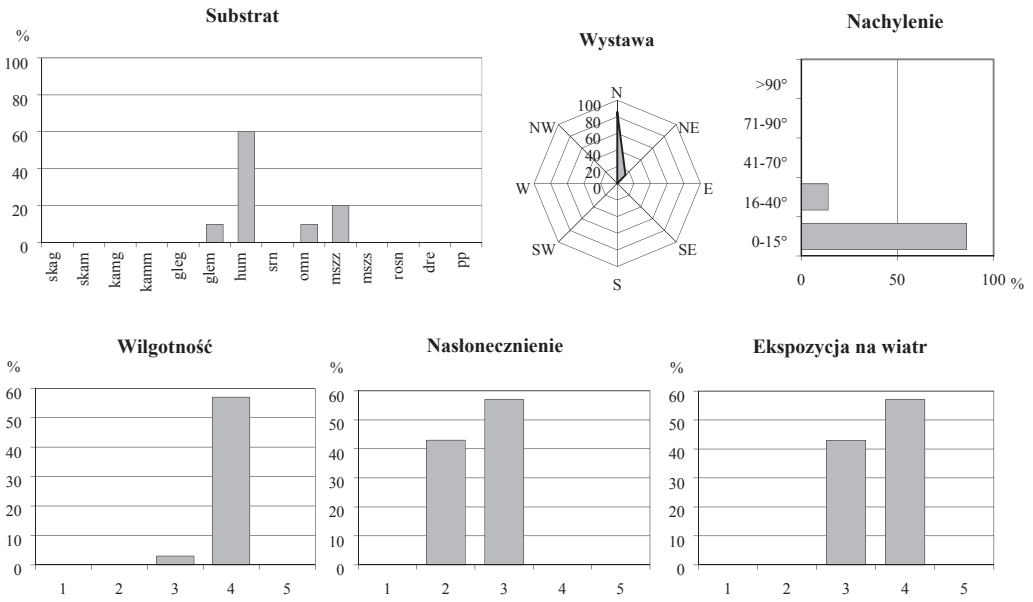 Substrat
%
100
80
60
40
20
0
skag
skam
kamg
kamm
gleg
glem
hum
srn
omn
mszz
mszs
rosn
dre
pp
Wystawa
N
NE
E
SE
S
SW
W
NW
100
80
60
40
20
0
Nachylenie
>90°
71-90°
41-70°
16-40°
0-15°
0 50 100 %
Wilgotność
%
60
50
40
30
20
10
0
1 2 3 4 5
Nasłonecznienie
%
60
50
40
30
20
10
0
1 2 3 4 5
Ekspozycja na wiatr
%
60
50
40
30
20
10
0
1 2 3 4 5